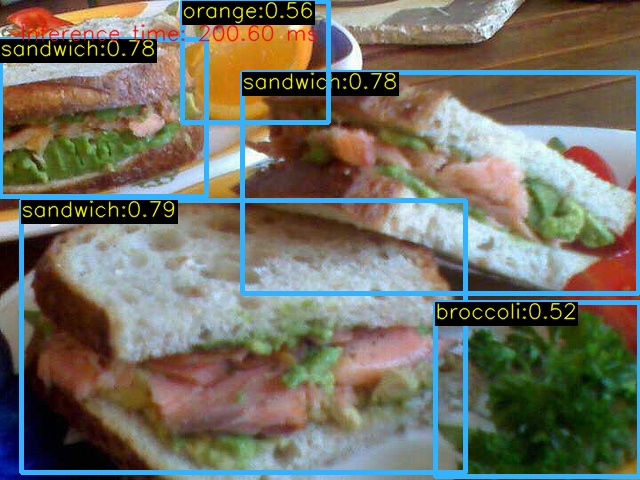 orange:0.56
Inference time: 200.60 ms
sandwich:0.78
sandwich:0.78
sandwich:0.79
broccoli:0.52